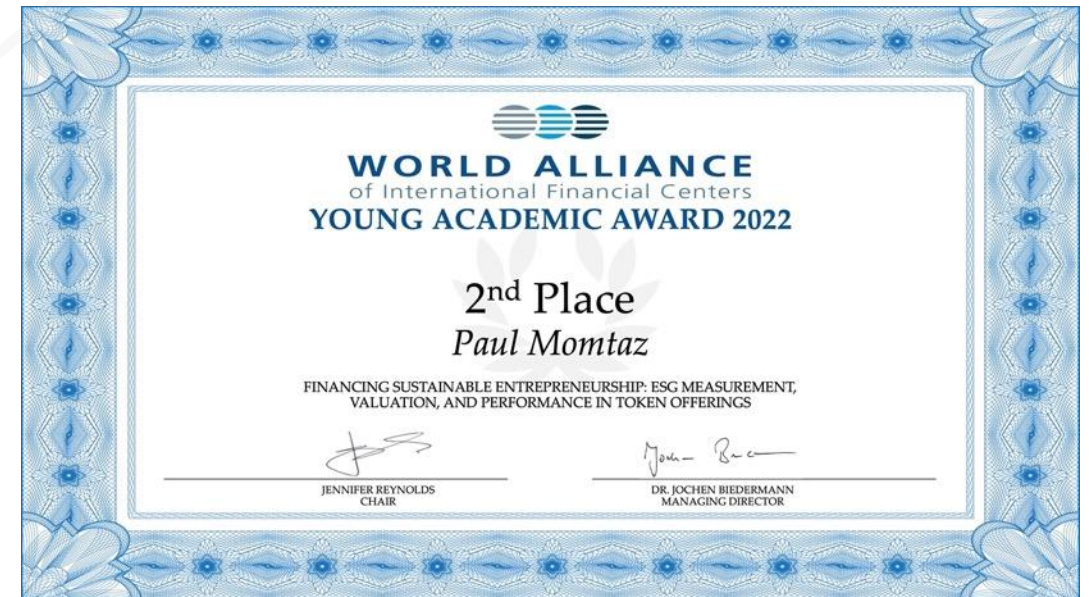 WORLD ALLIANCE
of International Financial Centers
YOUNG ACADEMIC AWARD 2022
2nd Place
Paul Momtaz
FINANCING SUSTAINABLE ENTREPRENEURSHIP: ESG MEASUREMENT,
VALUATION, AND PERFORMANCE IN TOKEN OFFERINGS
JENNIFER REYNOLDS
CHAIR
DR. JOCHEN BIEDERMANN
MANAGING DIRECTOR